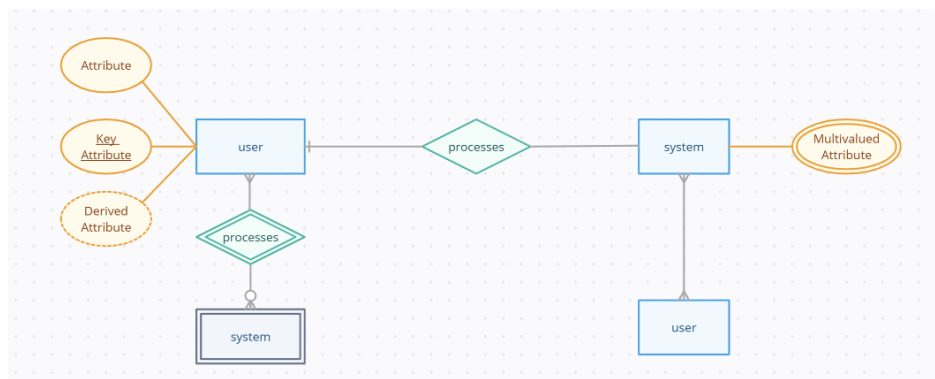 Attribute
Key
Attribute
user
processes
system
Multivalued
Attribute
Derived
Attribute
processes
system
user